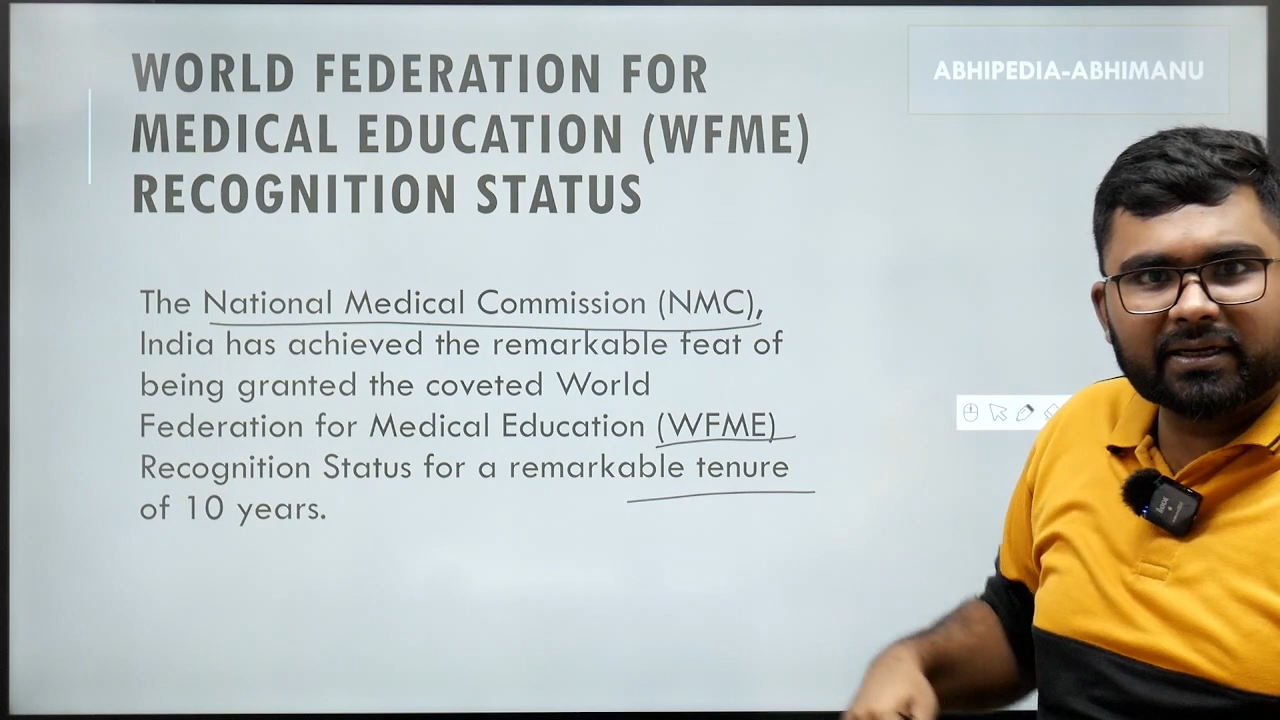 WORLD FEDERATION FOR
MEDICAL EDUCATION (WFME)
RECOGNITION STATUS
ABHIPEDIA-ABHIMANU
The National Medical Commission (NMC),
India has achieved the remarkable feat of
being granted the coveted World
Federation for Medical Education (WFME)
Recognition Status for a remarkable tenure
of 10 years.